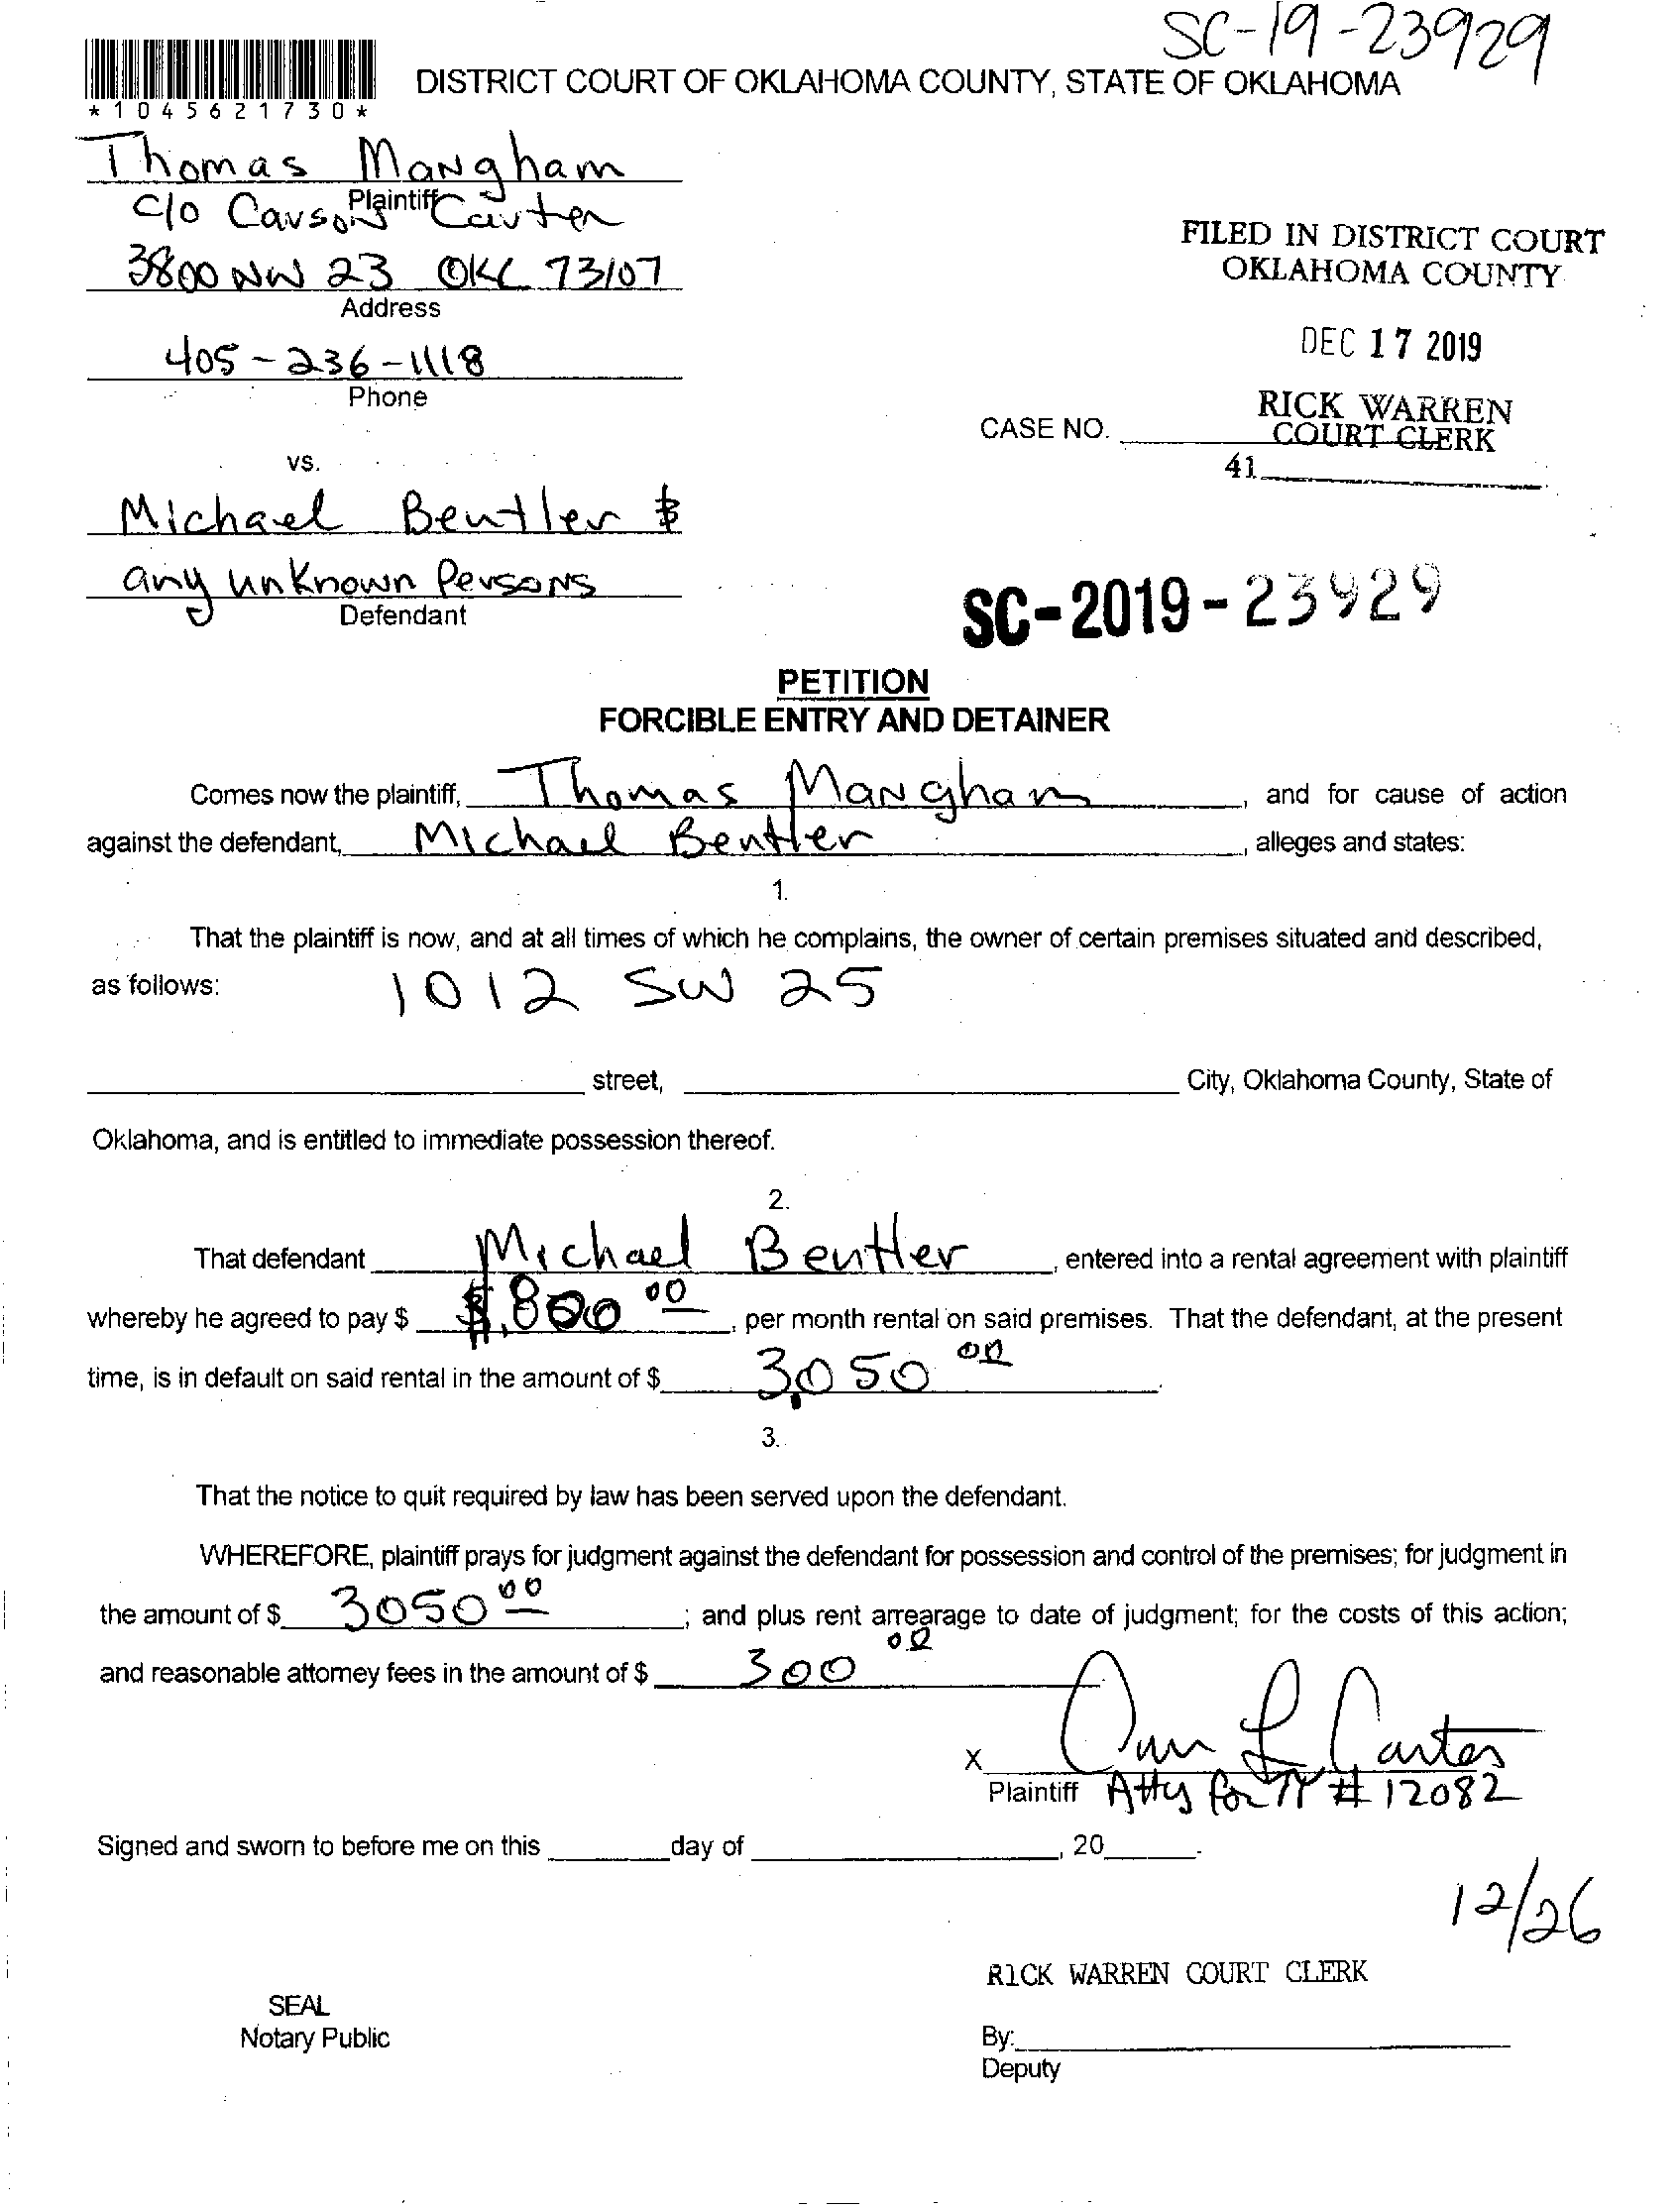 SC-19-23929
DISTRICT COURT OF OKLAHOMA COUNTY, STATE OF OKLAHOMA
*1045621730*
Thomas Mangham
Plaintiff
c/o Carson Carter
3800 NW 23 OKC 73107
Address
FILED IN DISTRICT COURT
OKLAHOMA COUNTY
DEC 17 2019
405-236-1118
Phone
RICK WARREN
COURT CLERK
CASE NO.
41
vs.
Michael Bentler &
any unknown Persons
Defendant
SC-2019-23929
PETITION
FORCIBLE ENTRY AND DETAINER
Comes now the plaintiff, Thomas Mangham, and for cause of action
against the defendant, Michael Bentler, alleges and states:
1.
That the plaintiff is now, and at all times of which he complains, the owner of certain premises situated and described,
as follows: 1012 SW 25
street, City, Oklahoma County, State of
Oklahoma, and is entitled to immediate possession thereof.
2.
That defendant Michael Bentler, entered into a rental agreement with plaintiff
whereby he agreed to pay $ $800 00, per month rental on said premises. That the defendant, at the present
time, is in default on said rental in the amount of $ 3,050 00.
3.
That the notice to quit required by law has been served upon the defendant.
WHEREFORE, plaintiff prays for judgment against the defendant for possession and control of the premises; for judgment in
the amount of $ 3050 00; and plus rent arrearage to date of judgment; for the costs of this action;
and reasonable attorney fees in the amount of $ 300 00
X Ann L Carter
Plaintiff Atty for π # 12082
Signed and sworn to before me on this day of , 20 .
12/26
RICK WARREN COURT CLERK
SEAL
Notary Public
By:
Deputy